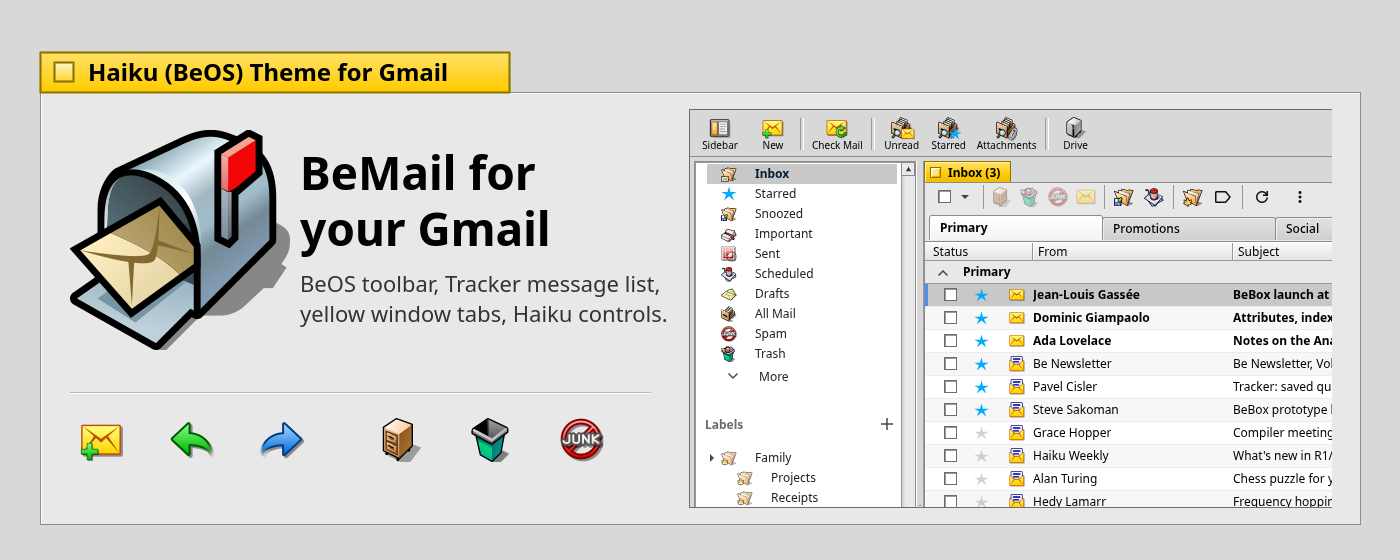 Haiku (BeOS) Theme for Gmail
BeMail for
your Gmail
BeOS toolbar, Tracker message list,
yellow window tabs, Haiku controls.
JUNK
Sidebar New Check Mail Unread Starred Attachments Drive
Inbox
Starred
Snoozed
Important
Sent
Scheduled
Drafts
All Mail
Spam
Trash
More
Labels
Family
Projects
Receipts
Inbox (3)
Primary Promotions Social
Status From Subject
Primary
Jean-Louis Gassée BeBox launch at
Dominic Giampaolo Attributes, index
Ada Lovelace Notes on the Ana
Be Newsletter Be Newsletter, Vol
Pavel Cisler Tracker: saved qu
Steve Sakoman BeBox prototype
Grace Hopper Compiler meeting
Haiku Weekly What's new in R1/
Alan Turing Chess puzzle for y
Hedy Lamarr Frequency hoppin